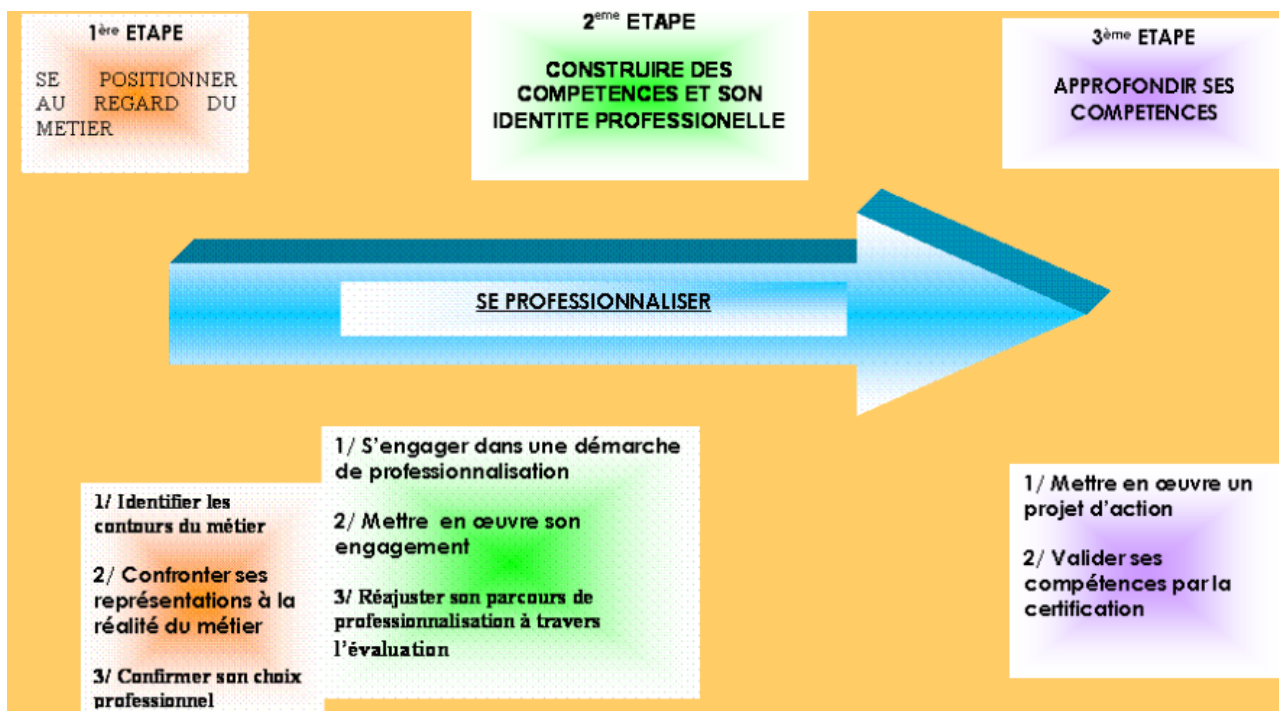 1ère ETAPE
SE POSITIONNER
AU REGARD DU
METIER
2eme ETAPE
CONSTRUIRE DES
COMPETENCES ET SON
IDENTITE PROFESSIONELLE
3ème ETAPE
APPROFONDIR SES
COMPETENCES
SE PROFESSIONNALISER
1/ Identifier les
contours du métier
2/ Confronter ses
représentations à la
réalité du métier
3/ Confirmer son choix
professionnel
1/ S'engager dans une démarche
de professionnalisation
2/ Mettre en œuvre son
engagement
3/ Réajuster son parcours de
professionnalisation à travers
l'évaluation
1/ Mettre en œuvre un
projet d'action
2/ Valider ses
compétences par la
certification